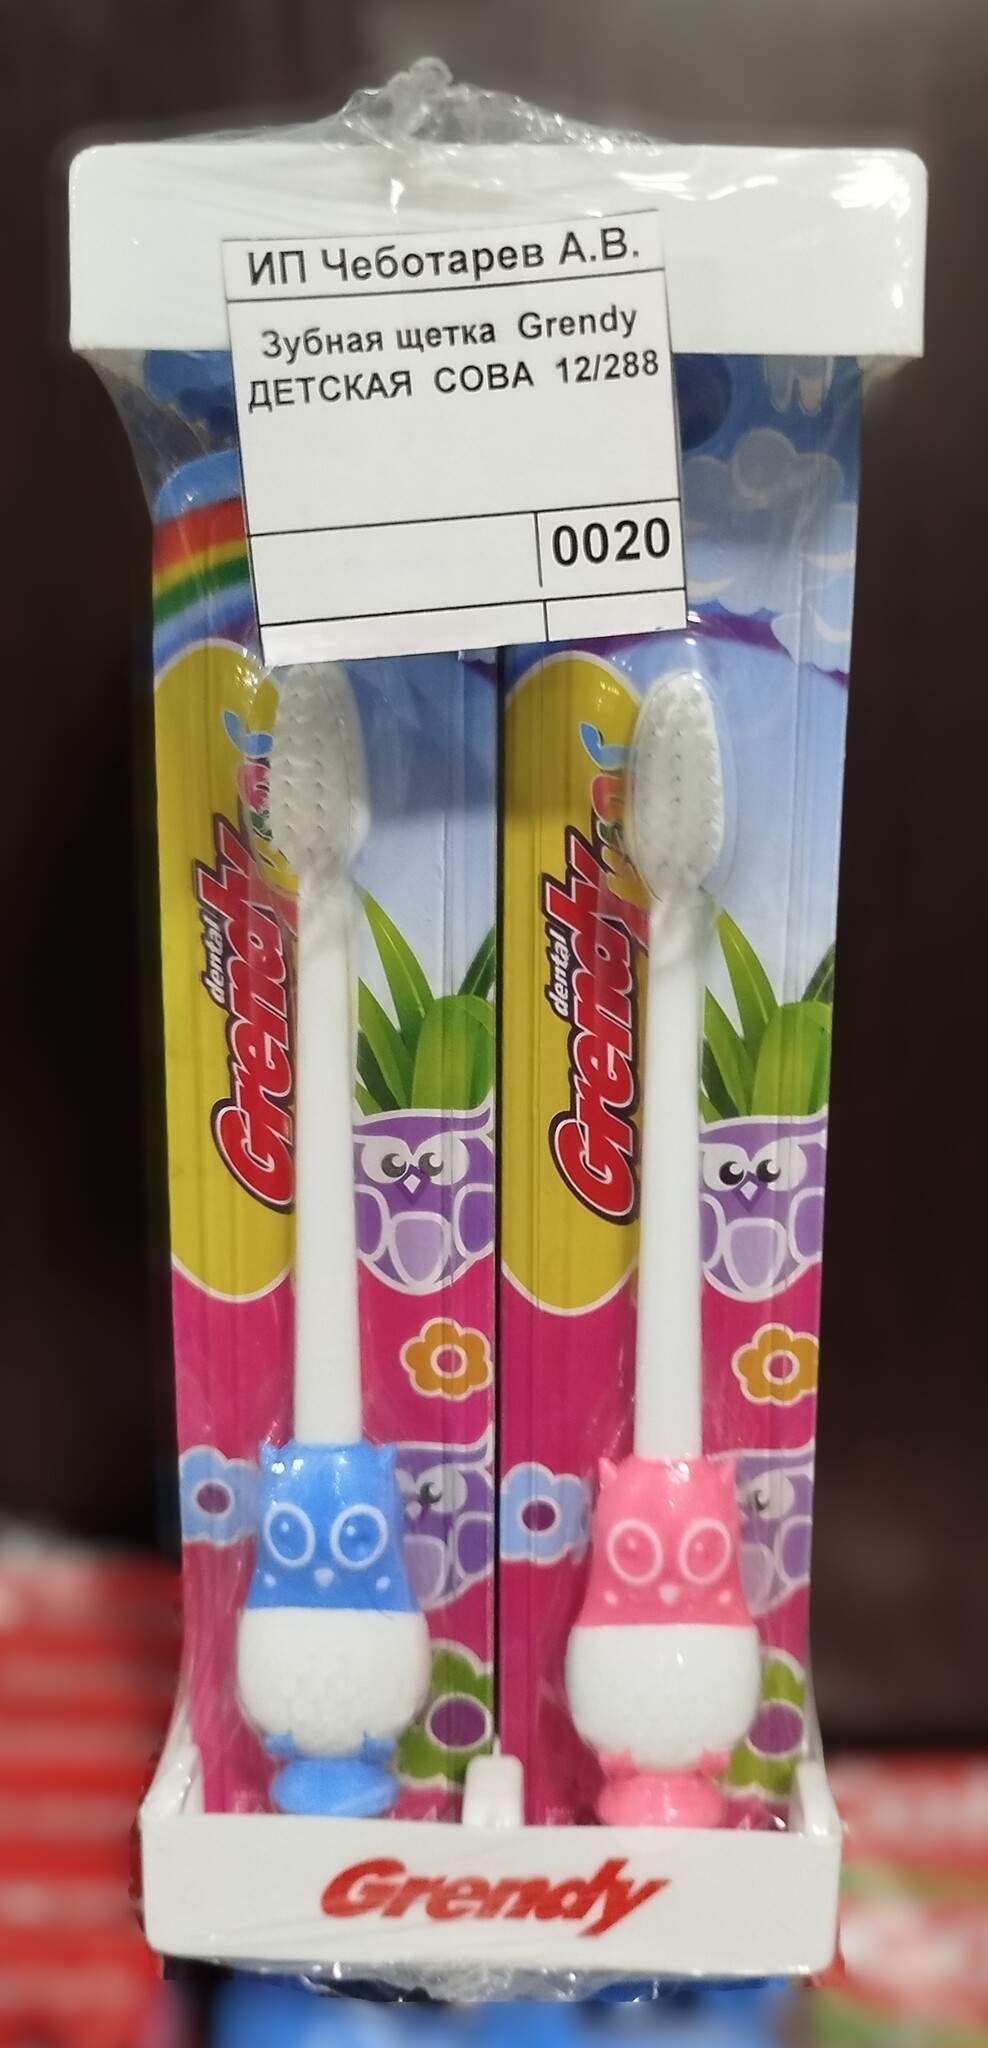 ИП Чеботарев А.В.
Зубная щетка Grendy
ДЕТСКАЯ СОВА 12/288
0020
dental
Grendy
dental
Grendy
Grendy